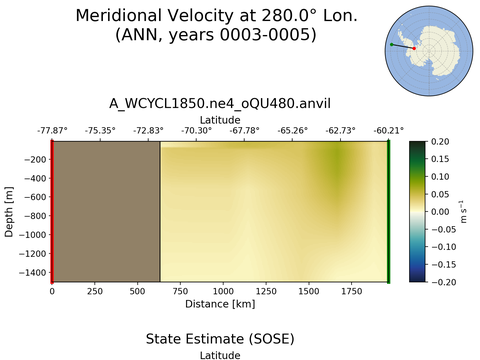 Meridional Velocity at 280.0° Lon.
(ANN, years 0003-0005)
A_WCYCL1850.ne4_oQU480.anvil
Latitude
-77.87° -75.35° -72.83° -70.30° -67.78° -65.26° -62.73° -60.21°
Depth [m]
−200
−400
−600
−800
−1000
−1200
−1400
0 250 500 750 1000 1250 1500 1750
Distance [km]
0.20
0.15
0.10
0.05
0.00
−0.05
−0.10
−0.15
−0.20
m s⁻¹
State Estimate (SOSE)
Latitude